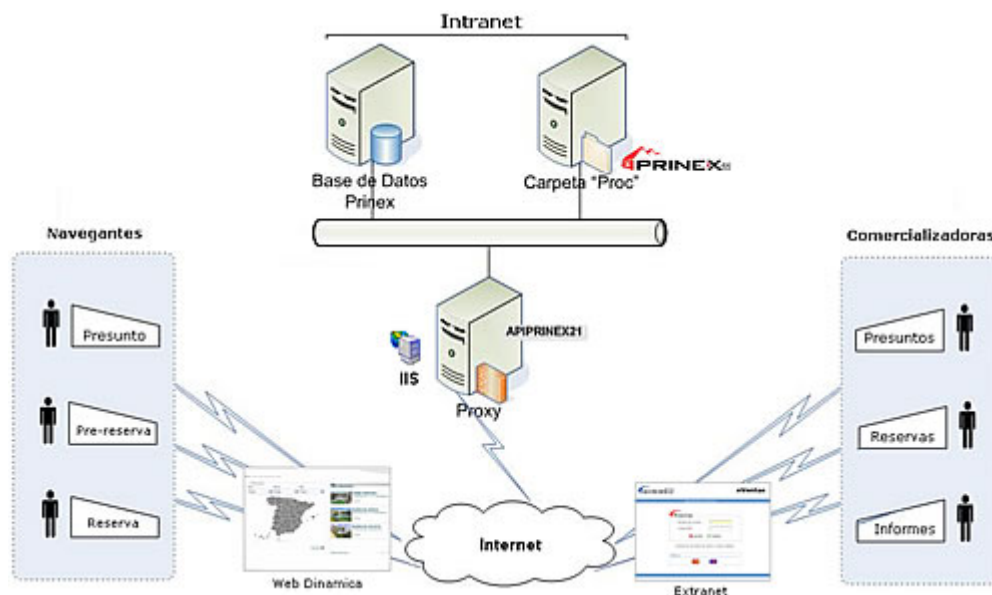 Intranet
Base de Datos
Prinex
Carpeta "Proc"
PRINEX
Navegantes
Comercializadoras
Presunto
Pre-reserva
Reserva
IIS
APIPRINEX21
Proxy
Presuntos
Reservas
Informes
Internet
Web Dinamica
Extranet